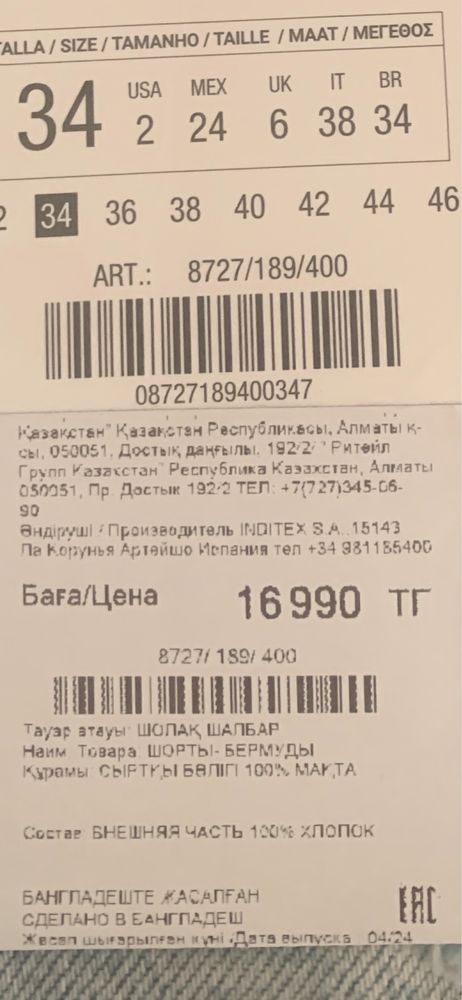 TALLA / SIZE / TAMANHO / TAILLE / MAAT / ΜΕΓΕΘΟΣ
USA MEX UK IT BR
34 2 24 6 38 34
34 36 38 40 42 44 46
ART.: 8727/189/400
08727189400347
Қазақстан" Қазақстан Республикасы, Алматы қ-
сы, 050051, Достық даңғылы, 192/2/ " Ритейл
Групп Казахстан" Республика Казахстан, Алматы
050051, Пр. Достык 192/2 ТЕЛ: +7(727)345-06-
90
Өндіруші / Производитель INDITEX S.A. 15143
Ла Корунья Артейшо Испания тел +34 981185400
Баға/Цена 16 990 ТГ
8727/ 189/ 400
Тауар атауы: ШОЛАҚ ШАЛБАР
Наим. Товара: ШОРТЫ- БЕРМУДЫ
Құрамы: СЫРТҚЫ БӨЛІГІ 100% МАҚТА
Состав: ВНЕШНЯЯ ЧАСТЬ 100% ХЛОПОК
БАНГЛАДЕШТЕ ЖАСАЛҒАН
СДЕЛАНО В БАНГЛАДЕШ
EAC
Жасап шығарылған күні /Дата выпуска 04/24